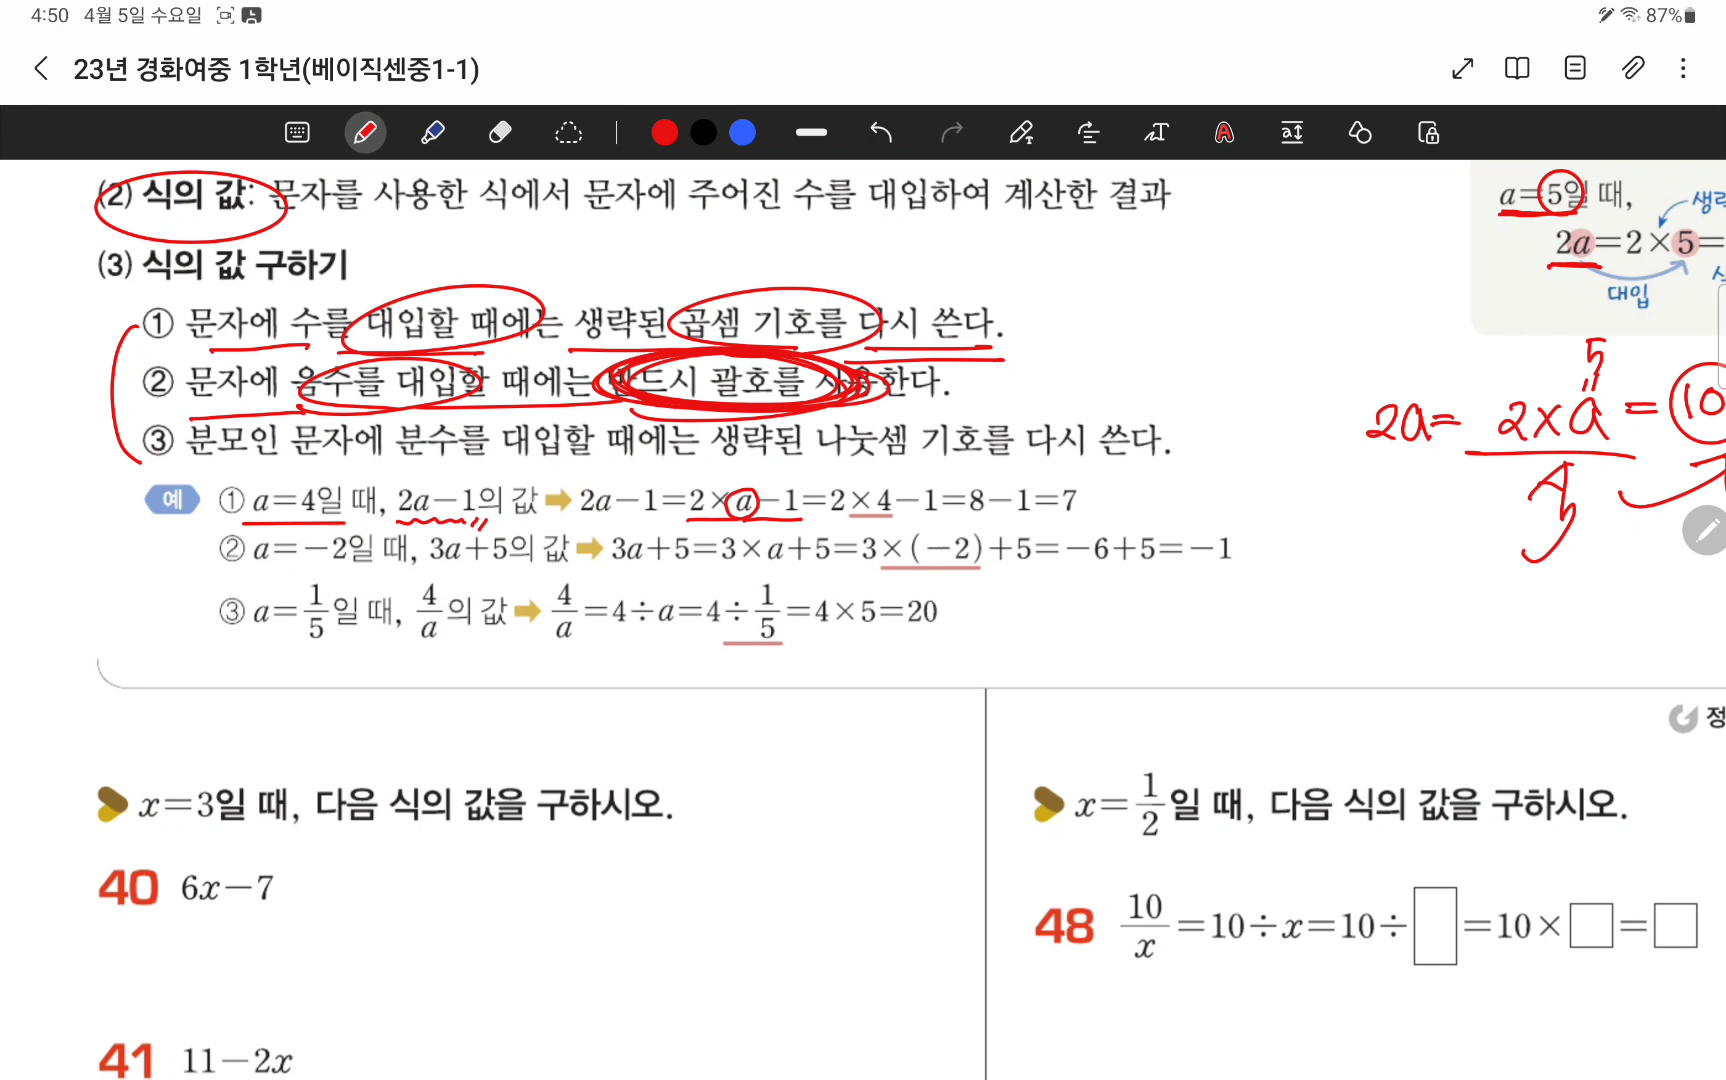 4:50 4월 5일 수요일
87%
23년 경화여중 1학년(베이직센중1-1)
(2) 식의 값: 문자를 사용한 식에서 문자에 주어진 수를 대입하여 계산한 결과
(3) 식의 값 구하기
① 문자에 수를 대입할 때에는 생략된 곱셈 기호를 다시 쓴다.
② 문자에 음수를 대입할 때에는 반드시 괄호를 사용한다.
③ 분모인 문자에 분수를 대입할 때에는 생략된 나눗셈 기호를 다시 쓴다.
예 ① a=4일 때, 2a-1의 값 ➡ 2a-1=2×a-1=2×4-1=8-1=7
② a=-2일 때, 3a+5의 값 ➡ 3a+5=3×a+5=3×(-2)+5=-6+5=-1
③ a=1/5일 때, 4/a의 값 ➡ 4/a=4÷a=4÷1/5=4×5=20
a=5일 때,
생략
2a=2×5=
대입
5
2a= 2×a =10
정
x=3일 때, 다음 식의 값을 구하시오.
40 6x-7
41 11-2x
x=1/2일 때, 다음 식의 값을 구하시오.
48 10/x=10÷x=10÷□=10×□=□